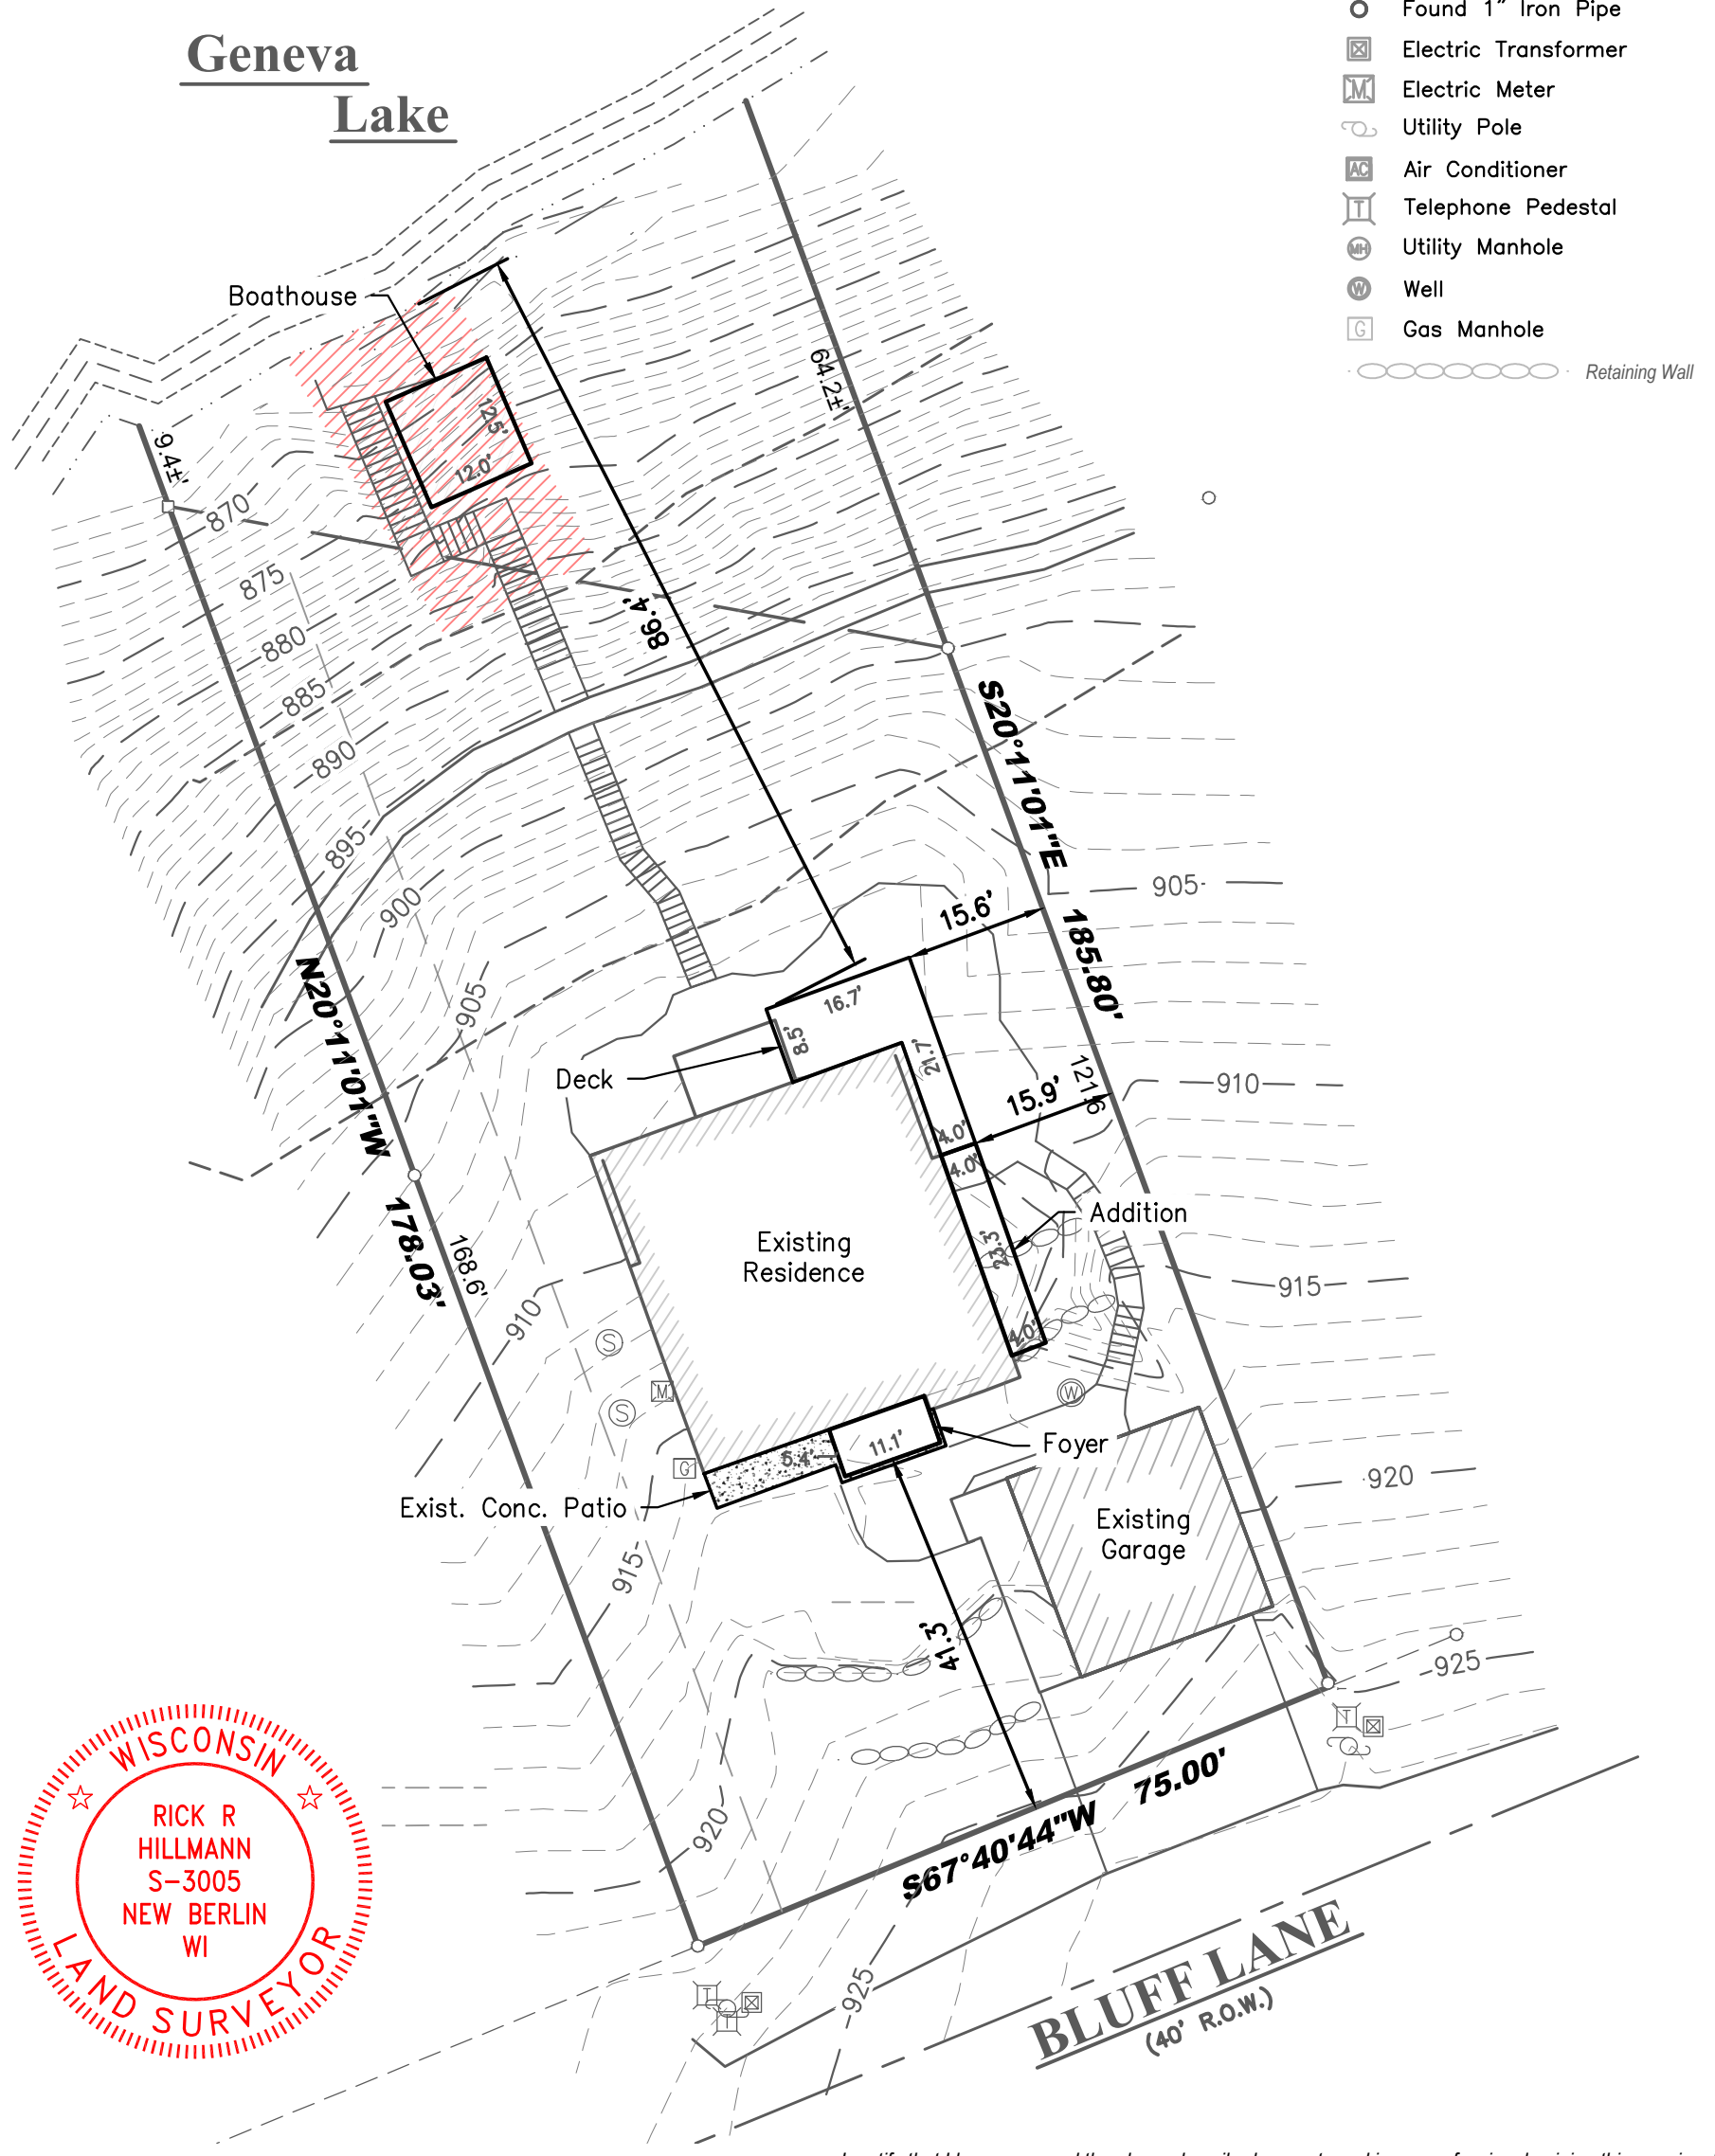 Geneva
Lake
Found 1" Iron Pipe
Electric Transformer
M
Electric Meter
Utility Pole
AC
Air Conditioner
T
Telephone Pedestal
MH
Utility Manhole
W
Well
G
Gas Manhole
Retaining Wall
Boathouse
12.5'
12.0'
64.2±'
9.4±'
870
875
880
885
890
895
900
905
86.4'
S20°11'01"E
185.80'
905
15.6'
16.7'
8.5'
Deck
21.7'
15.9'
121.6
910
4.0'
4.0'
N20°11'01"W
178.03'
168.6'
Existing
Residence
Addition
23.3'
4.0'
915
910
S
S
M
W
G
Foyer
11.1'
5.4'
Exist. Conc. Patio
920
Existing
Garage
915
41.3'
925
T
75.00'
S67°40'44"W
920
925
T
T
BLUFF LANE
(40' R.O.W.)
WISCONSIN
RICK R
HILLMANN
S-3005
NEW BERLIN
WI
LAND SURVEYOR